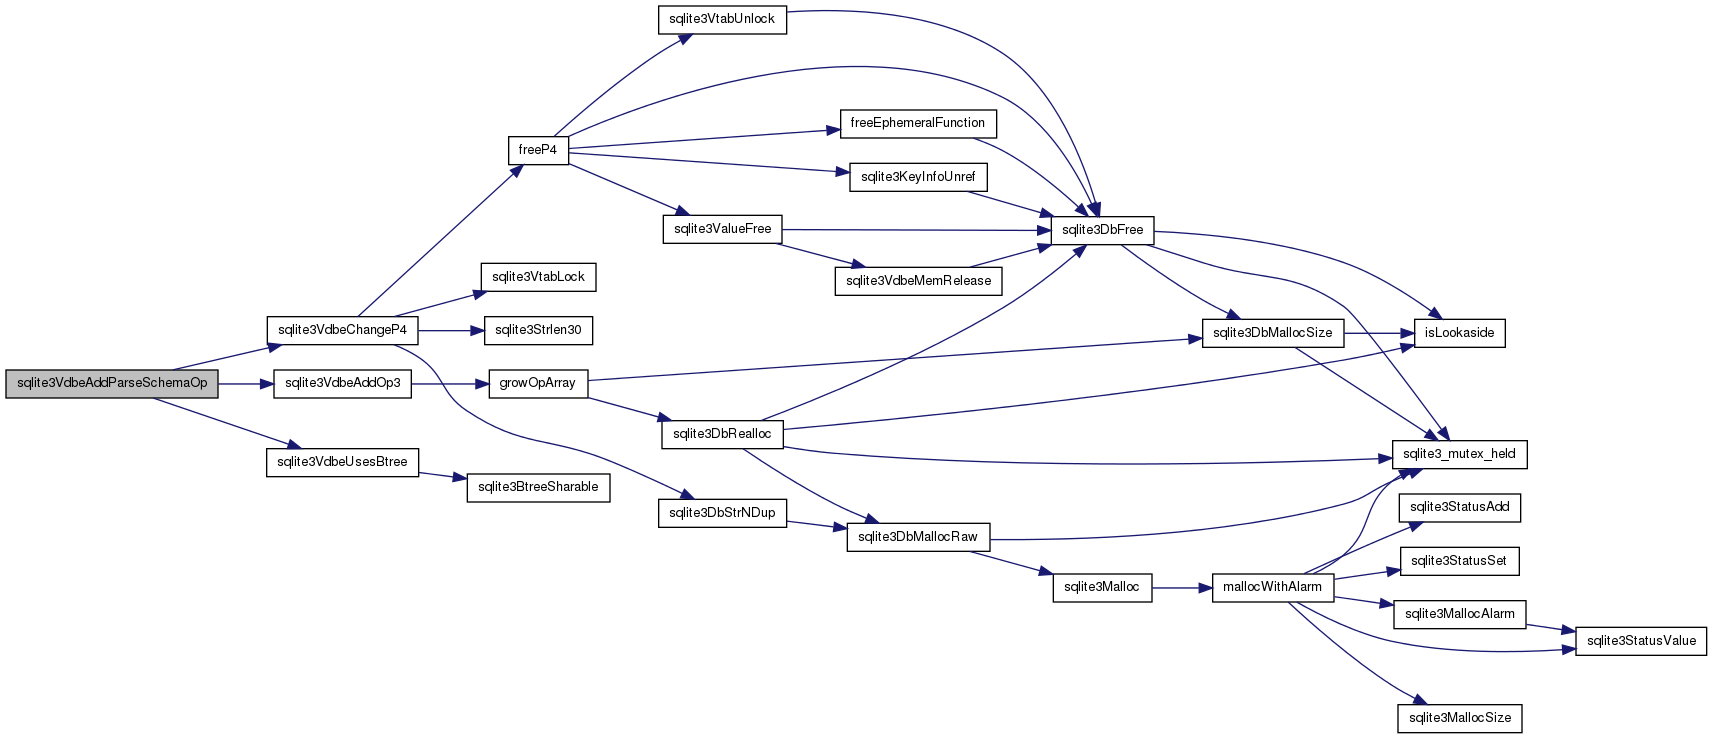 sqlite3VtabUnlock
freeEphemeralFunction
freeP4
sqlite3KeyInfoUnref
sqlite3ValueFree
sqlite3DbFree
sqlite3VtabLock
sqlite3VdbeMemRelease
sqlite3VdbeChangeP4
sqlite3Strlen30
sqlite3DbMallocSize
isLookaside
sqlite3VdbeAddParseSchemaOp
sqlite3VdbeAddOp3
growOpArray
sqlite3DbRealloc
sqlite3_mutex_held
sqlite3VdbeUsesBtree
sqlite3BtreeSharable
sqlite3DbStrNDup
sqlite3StatusAdd
sqlite3DbMallocRaw
sqlite3StatusSet
sqlite3Malloc
mallocWithAlarm
sqlite3MallocAlarm
sqlite3StatusValue
sqlite3MallocSize